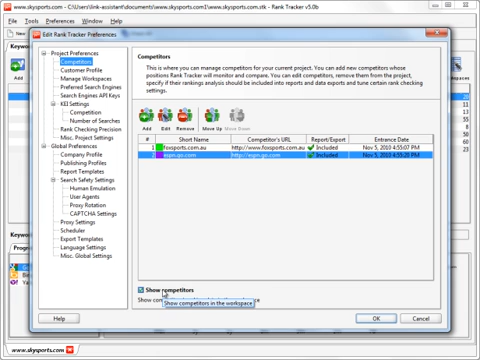 www.skysports.com - C:\Users\link-assistant\documents\www.skysports.com1\www.skysports.com.stk - Rank Tracker v5.0b
File Tools Preferences Window Help
New
Keywo
Add
Edit Rank Tracker Preferences
Project Preferences
Competitors
Customer Profile
Manage Workspaces
Preferred Search Engines
Search Engines API Keys
KEI Settings
Competition
Number of Searches
Rank Checking Precision
Misc. Project Settings
Global Preferences
Company Profile
Publishing Profiles
Report Templates
Search Safety Settings
Human Emulation
User Agents
Proxy Rotation
CAPTCHA Settings
Proxy Settings
Scheduler
Export Templates
Language Settings
Misc. Global Settings
Competitors
This is where you can manage competitors for your current project. You can add new competitors whose
positions Rank Tracker will monitor and compare. You can edit competitors, remove them from the project,
specify if their rankings analysis should be included into reports and data exports and tune certain rank tracking
settings.
Add Edit Remove Move Up Move Down
# Short Name Competitor's URL Report/Export Entrance Date
1 foxsports.com.au http://www.foxsports.com.au Included Nov 5, 2010 4:55:07 PM
2 espn.go.com http://espn.go.com Included Nov 5, 2010 4:55:25 PM
Show competitors
Show competitors in the workspace
Help OK Cancel
Keyword
Progre
www.skysports.com